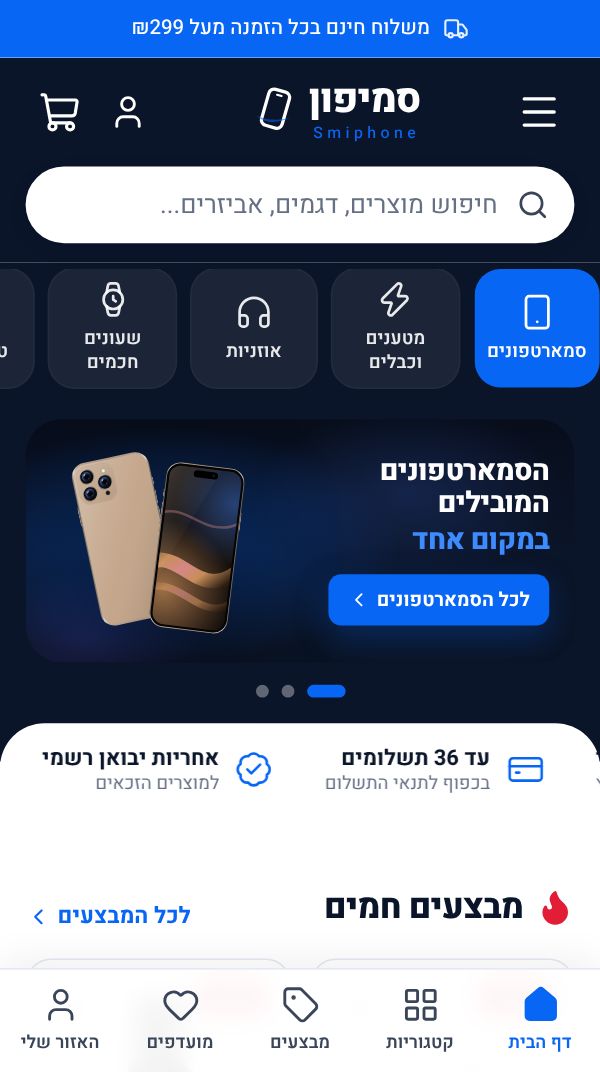 משלוח חינם בכל הזמנה מעל ₪299
סמיפון
Smiphone
חיפוש מוצרים, דגמים, אביזרים...
סמארטפונים
מטענים
וכבלים
אוזניות
שעונים
חכמים
הסמארטפונים
המובילים
במקום אחד
לכל הסמארטפונים
עד 36 תשלומים
בכפוף לתנאי התשלום
אחריות יבואן רשמי
למוצרים הזכאים
מבצעים חמים
לכל המבצעים
דף הבית
קטגוריות
מבצעים
מועדפים
האזור שלי